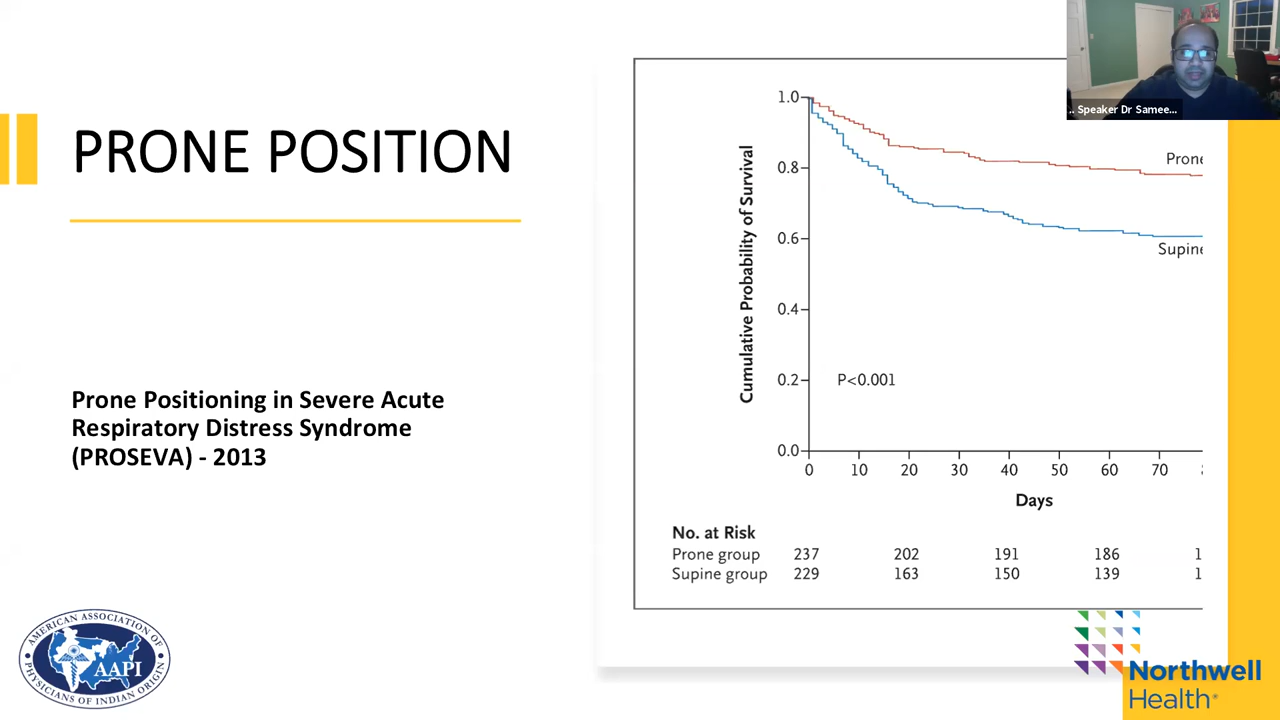 PRONE POSITION
Prone Positioning in Severe Acute
Respiratory Distress Syndrome
(PROSEVA) - 2013
.. Speaker Dr Samee...
Cumulative Probability of Survival
1.0
0.8
0.6
0.4
0.2
0.0
Prone
Supine
P<0.001
0 10 20 30 40 50 60 70
Days
No. at Risk
Prone group 237 202 191 186 1
Supine group 229 163 150 139 1
AMERICAN ASSOCIATION OF
AAPI
PHYSICIANS OF INDIAN ORIGIN
Northwell
Health®